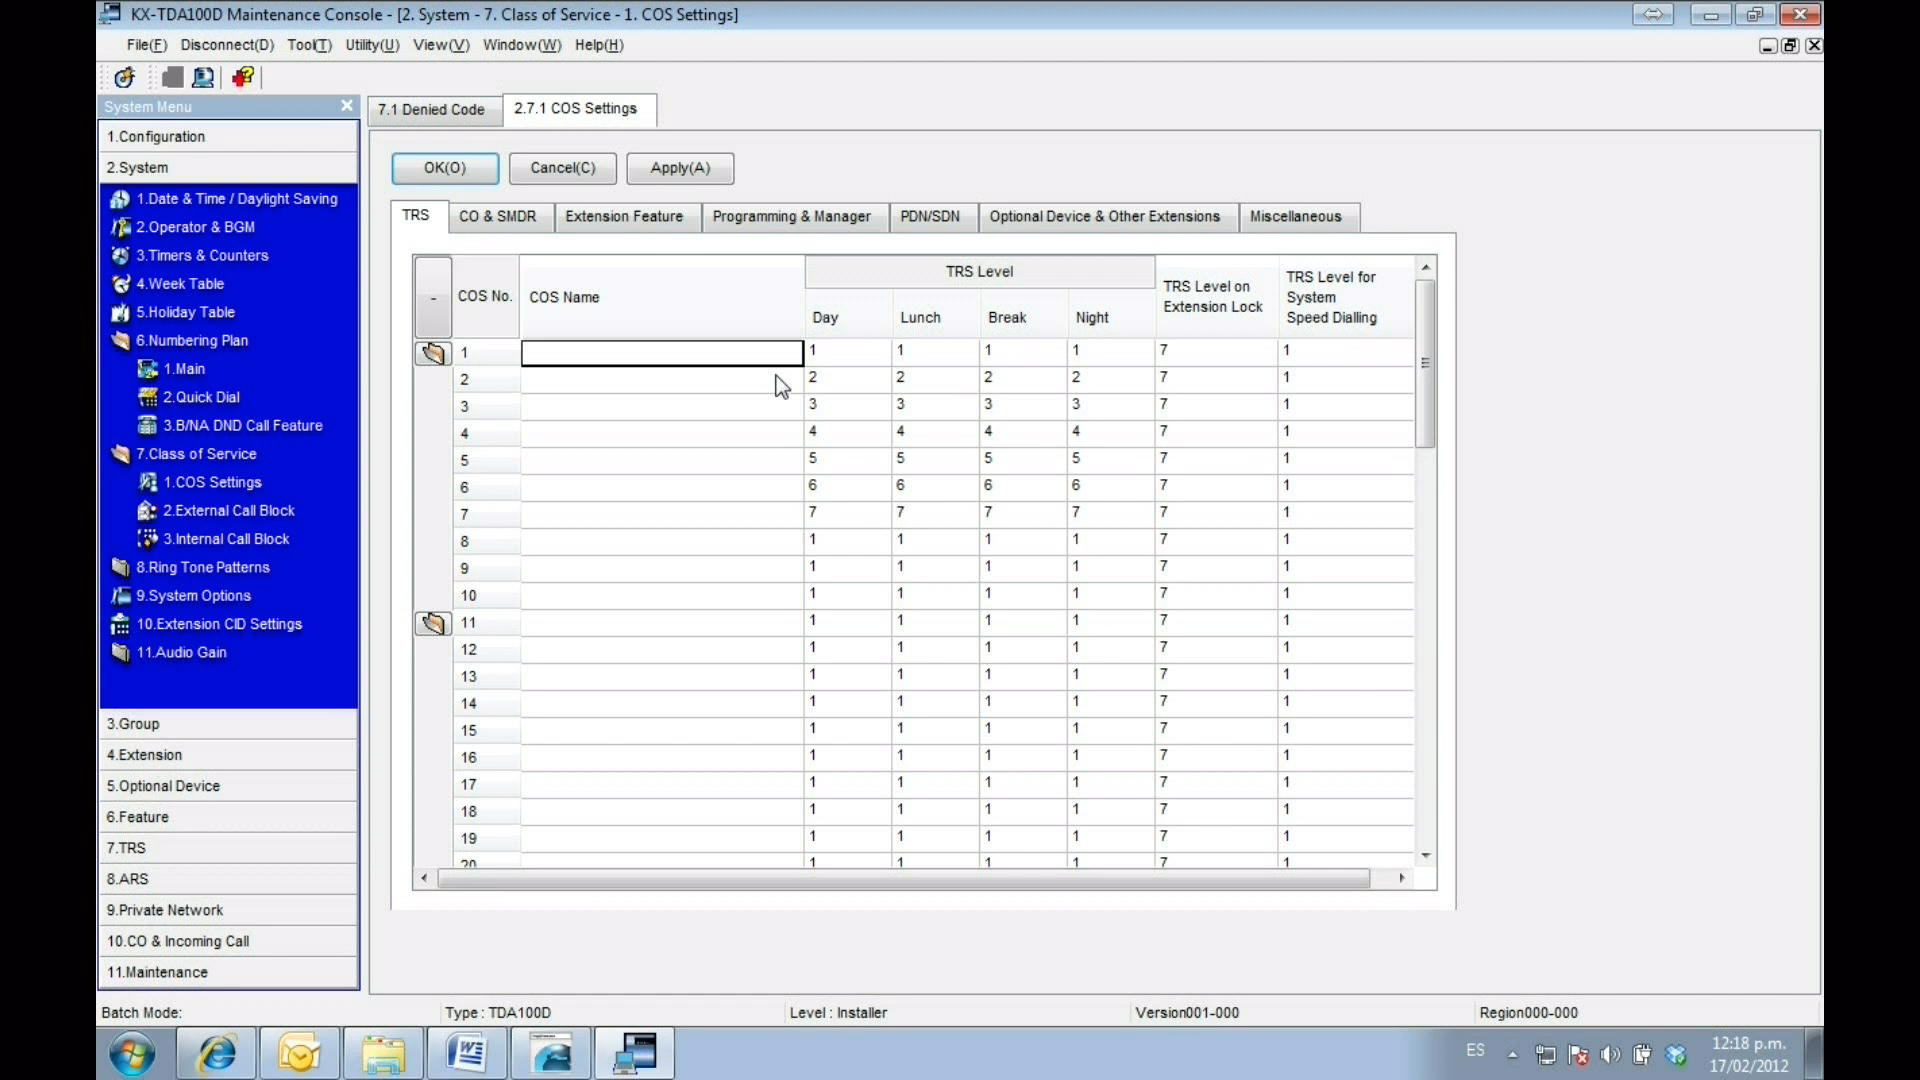 KX-TDA100D Maintenance Console - [2. System - 7. Class of Service - 1. COS Settings]
File(F) Disconnect(D) Tool(T) Utility(U) View(V) Window(W) Help(H)
System Menu
1.Configuration
2.System
1.Date & Time / Daylight Saving
2.Operator & BGM
3.Timers & Counters
4.Week Table
5.Holiday Table
6.Numbering Plan
1.Main
2.Quick Dial
3.B/NA DND Call Feature
7.Class of Service
1.COS Settings
2.External Call Block
3.Internal Call Block
8.Ring Tone Patterns
9.System Options
10.Extension CID Settings
11.Audio Gain
3.Group
4.Extension
5.Optional Device
6.Feature
7.TRS
8.ARS
9.Private Network
10.CO & Incoming Call
11.Maintenance
7.1 Denied Code 2.7.1 COS Settings
OK(O) Cancel(C) Apply(A)
TRS CO & SMDR Extension Feature Programming & Manager PDN/SDN Optional Device & Other Extensions Miscellaneous
- COS No. COS Name
TRS Level
Day Lunch Break Night
TRS Level on
Extension Lock
TRS Level for
System
Speed Dialling
1 1 1 1 1 7 1
2 2 2 2 2 7 1
3 3 3 3 3 7 1
4 4 4 4 4 7 1
5 5 5 5 5 7 1
6 6 6 6 6 7 1
7 7 7 7 7 7 1
8 1 1 1 1 7 1
9 1 1 1 1 7 1
10 1 1 1 1 7 1
11 1 1 1 1 7 1
12 1 1 1 1 7 1
13 1 1 1 1 7 1
14 1 1 1 1 7 1
15 1 1 1 1 7 1
16 1 1 1 1 7 1
17 1 1 1 1 7 1
18 1 1 1 1 7 1
19 1 1 1 1 7 1
20 1 1 1 1 7 1
Batch Mode: Type : TDA100D Level : Installer Version001-000 Region000-000
ES
12:18 p.m.
17/02/2012